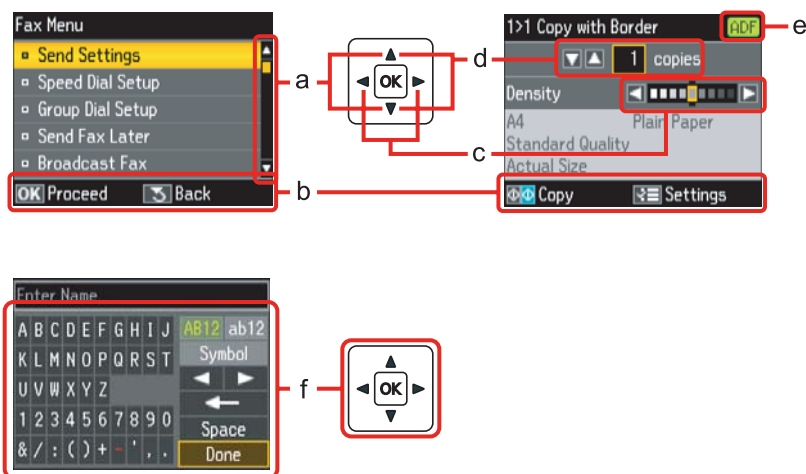 Fax Menu
Send Settings
Speed Dial Setup
Group Dial Setup
Send Fax Later
Broadcast Fax
OK Proceed Back
a
b
OK
d
c
1>1 Copy with Border ADF
e
1 copies
Density
A4 Plain Paper
Standard Quality
Actual Size
Copy Settings
Enter Name
A B C D E F G H I J AB12 ab12
K L M N O P Q R S T Symbol
U V W X Y Z
1 2 3 4 5 6 7 8 9 0 Space
& / : ( ) + - ' , . Done
f
OK